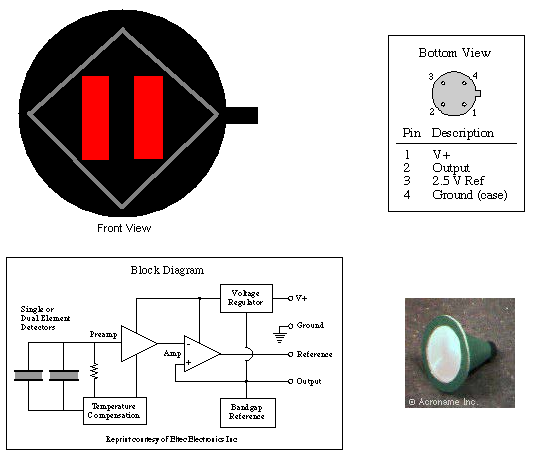 Front View
Bottom View
3
4
2
1
Pin Description
1 V+
2 Output
3 2.5 V Ref
4 Ground (case)
Block Diagram
Single or
Dual Element
Detectors
Preamp
Voltage
Regulator
V+
Ground
Amp
-
+
Reference
Output
Temperature
Compensation
Bandgap
Reference
Reprint courtesy of Eltec Electronics Inc
© Acroname Inc.